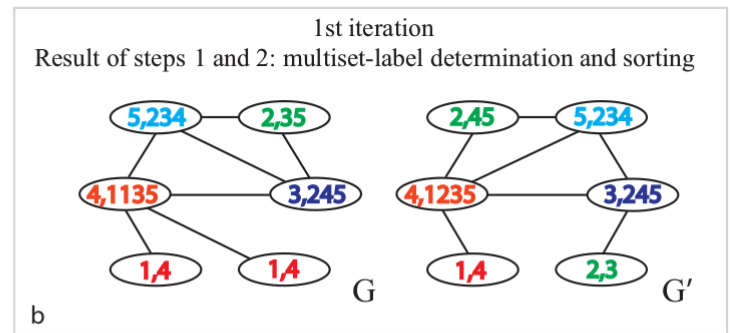 1st iteration
Result of steps 1 and 2: multiset-label determination and sorting
5,234 2,35 2,45 5,234
4,1135 3,245 4,1235 3,245
1,4 1,4 1,4 2,3
G G′
b